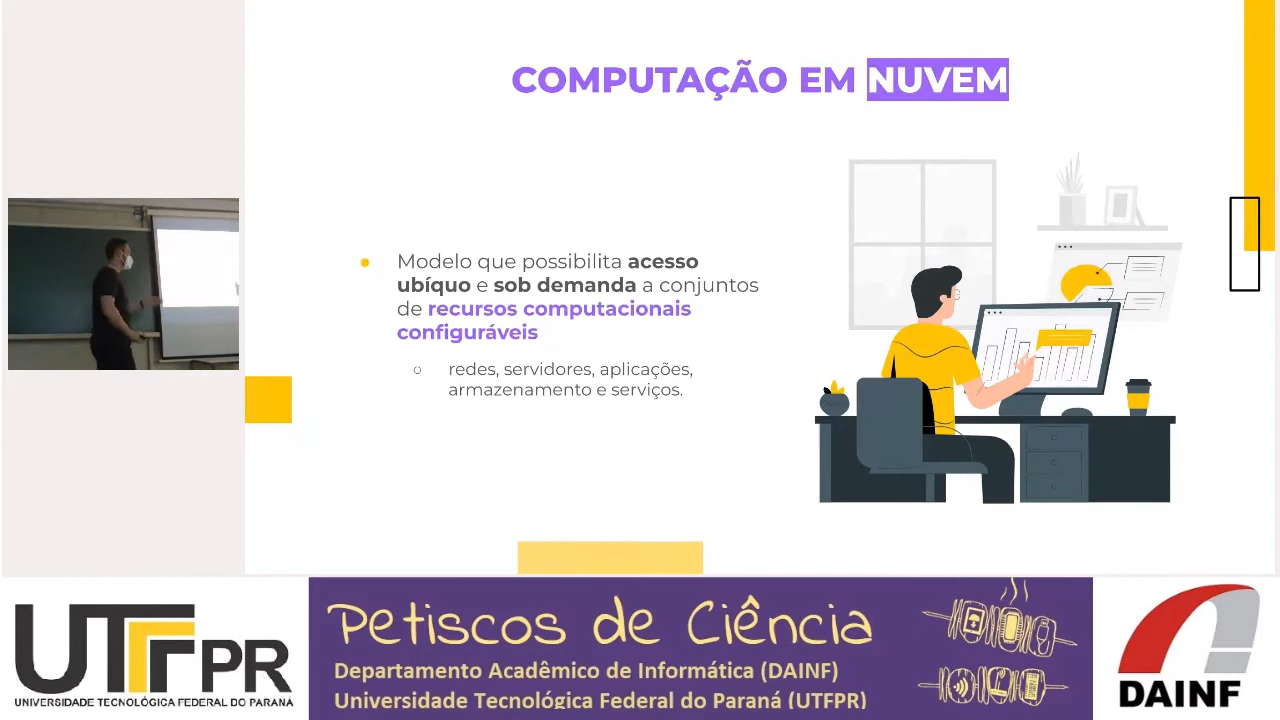 COMPUTAÇÃO EM NUVEM
Modelo que possibilita acesso
ubíquo e sob demanda a conjuntos
de recursos computacionais
configuráveis
redes, servidores, aplicações,
armazenamento e serviços.
UTFPR
UNIVERSIDADE TECNOLÓGICA FEDERAL DO PARANÁ
Petiscos de Ciência
Departamento Acadêmico de Informática (DAINF)
Universidade Tecnológica Federal do Paraná (UTFPR)
DAINF